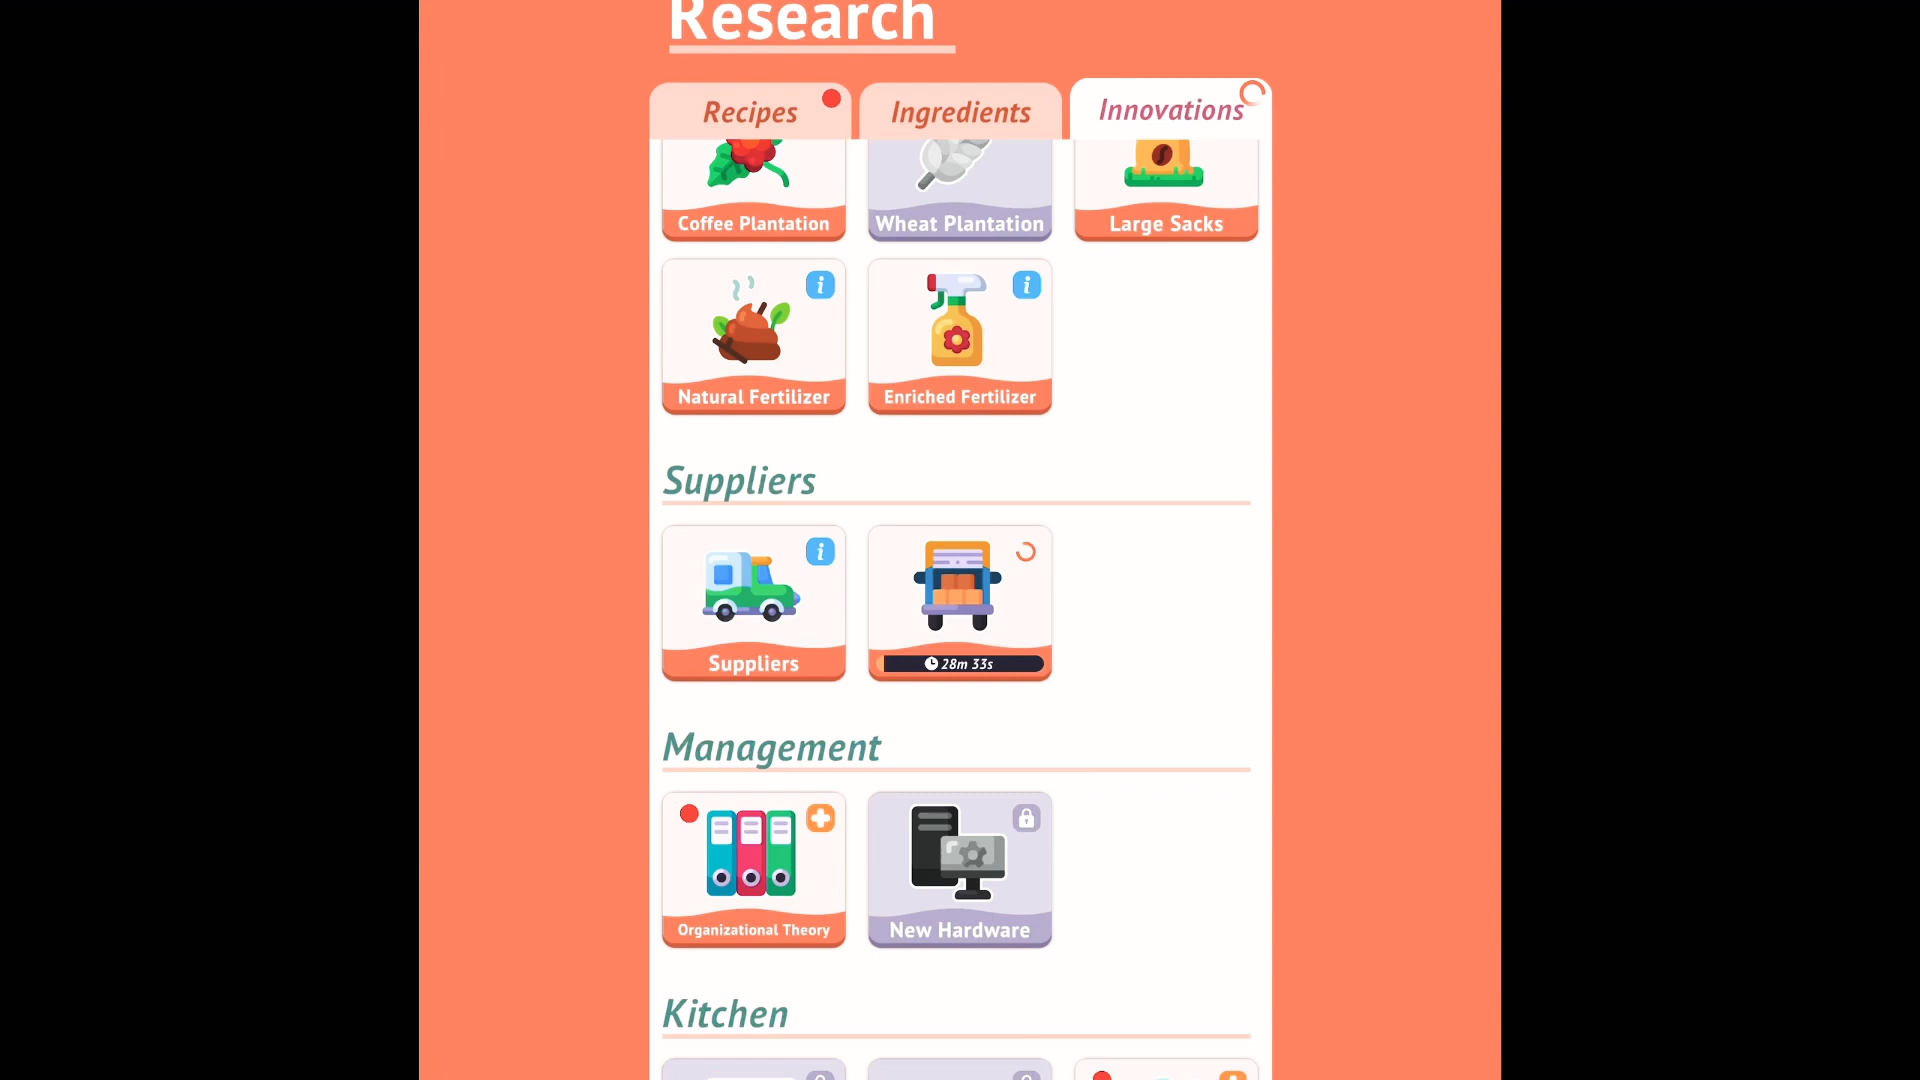 Research
Recipes
Ingredients
Innovations
Coffee Plantation
Wheat Plantation
Large Sacks
i
i
Natural Fertilizer
Enriched Fertilizer
Suppliers
i
Suppliers
28m 33s
Management
Organizational Theory
New Hardware
Kitchen